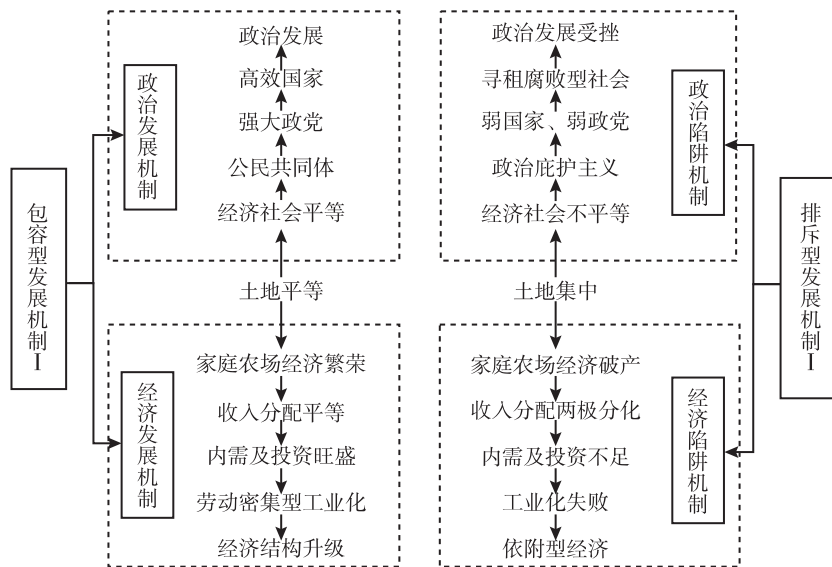 政治发展
高效国家
强大政党
公民共同体
经济社会平等
政治发展机制
包容型发展机制Ⅰ
土地平等
家庭农场经济繁荣
收入分配平等
内需及投资旺盛
劳动密集型工业化
经济结构升级
经济发展机制
政治发展受挫
寻租腐败型社会
弱国家、弱政党
政治庇护主义
经济社会不平等
政治陷阱机制
排斥型发展机制Ⅰ
土地集中
家庭农场经济破产
收入分配两极分化
内需及投资不足
工业化失败
依附型经济
经济陷阱机制